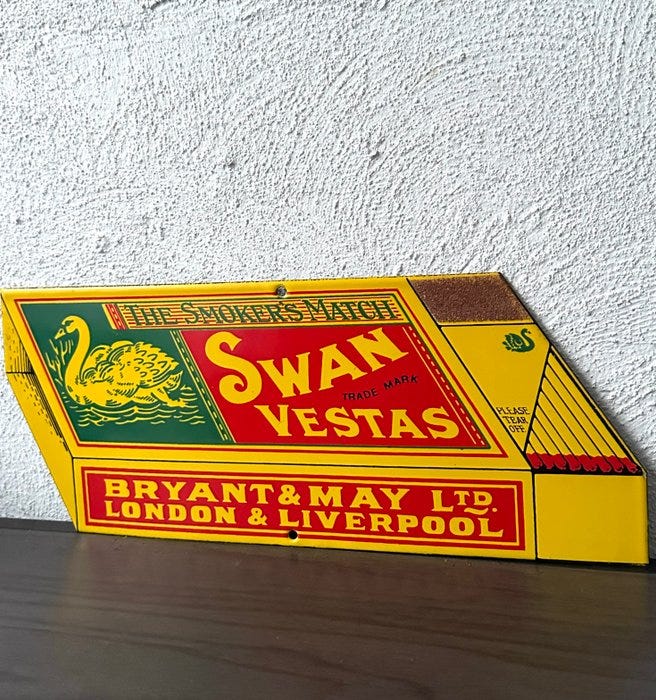 THE SMOKER'S MATCH
SWAN
TRADE MARK
VESTAS
PLEASE
TEAR
OFF
BRYANT & MAY LTD.
LONDON & LIVERPOOL